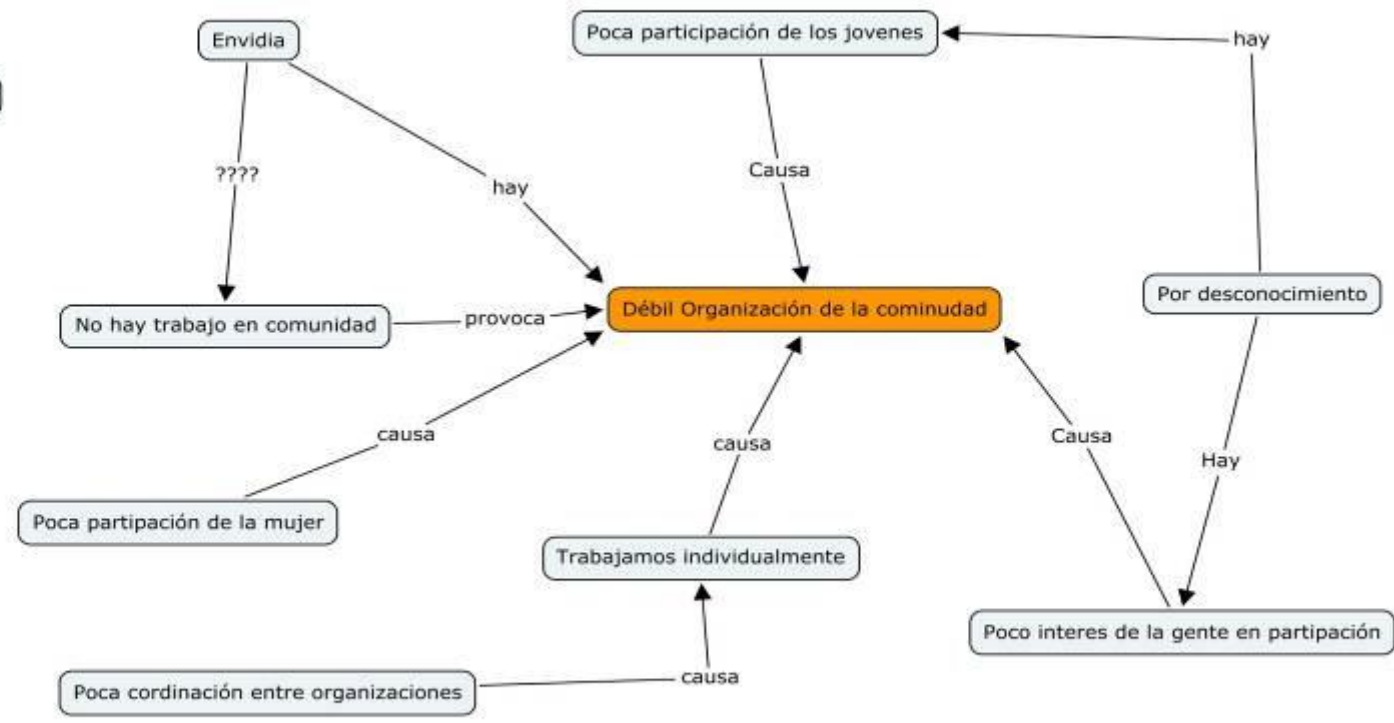 Envidia
Poca participación de los jovenes
hay
????
hay
Causa
No hay trabajo en comunidad
provoca
Débil Organización de la cominudad
Por desconocimiento
causa
causa
Causa
Hay
Poca partipación de la mujer
Trabajamos individualmente
Poco interes de la gente en partipación
Poca cordinación entre organizaciones
causa